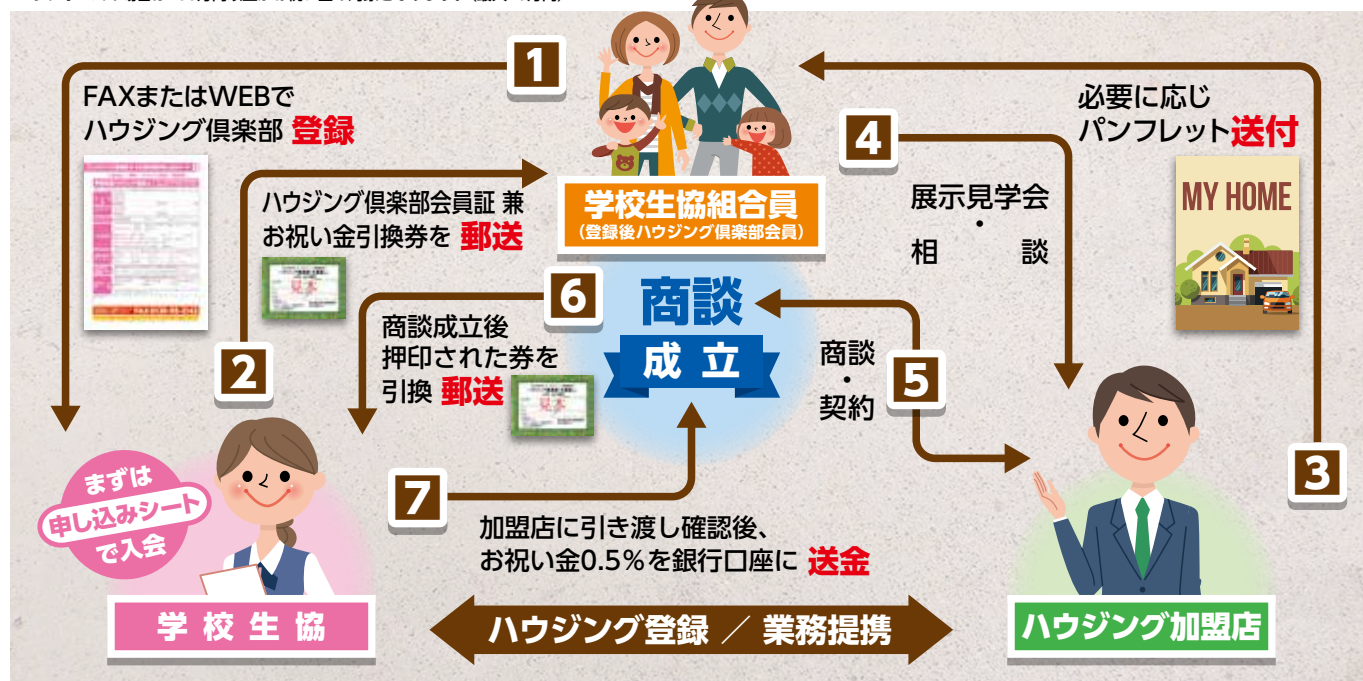 1
FAXまたはWEBで
ハウジング倶楽部 登録
2
ハウジング倶楽部会員証 兼
お祝い金引換券を 郵送
見本
学校生協組合員
(登録後ハウジング倶楽部会員)
3
必要に応じ
パンフレット送付
MY HOME
4
展示見学会
・
相 談
商談
成立
5
商談
・
契約
6
商談成立後
押印された券を
引換 郵送
見本
7
加盟店に引き渡し確認後、
お祝い金0.5%を銀行口座に 送金
まずは
申し込みシート
で入会
学校生協
ハウジング登録 / 業務提携
ハウジング加盟店